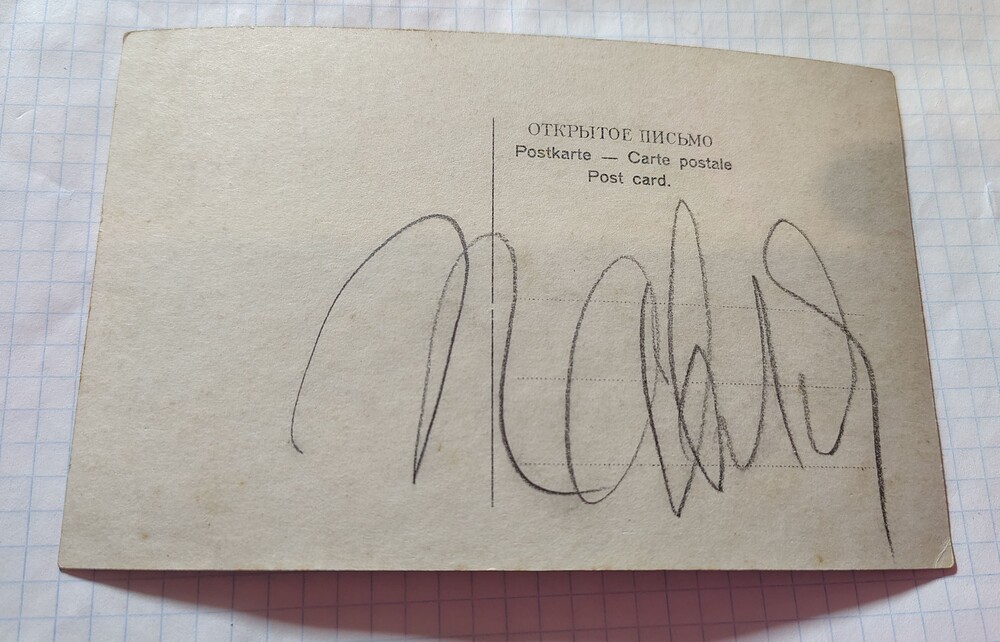 ОТКРЫТОЕ ПИСЬМО
Postkarte — Carte postale
Post card.